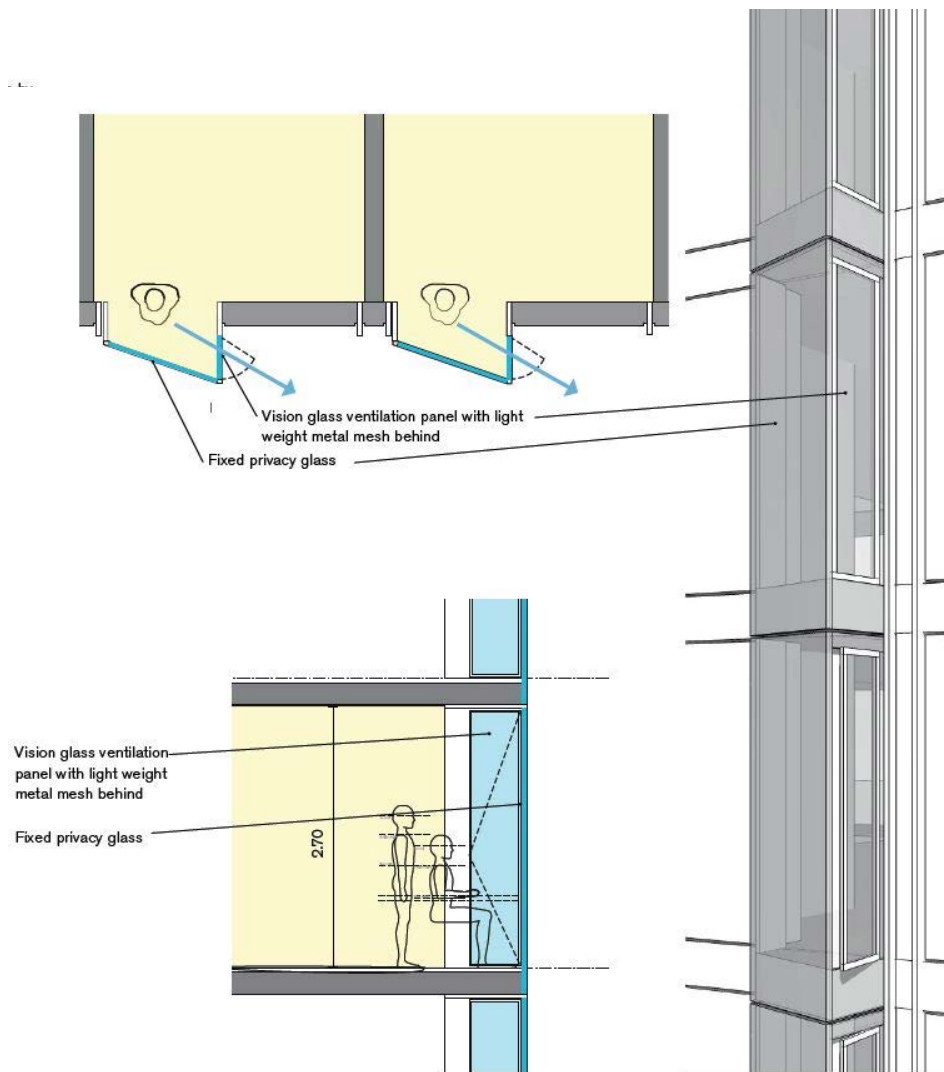 Vision glass ventilation panel with light
weight metal mesh behind
Fixed privacy glass
Vision glass ventilation
panel with light weight
metal mesh behind
Fixed privacy glass
2.70